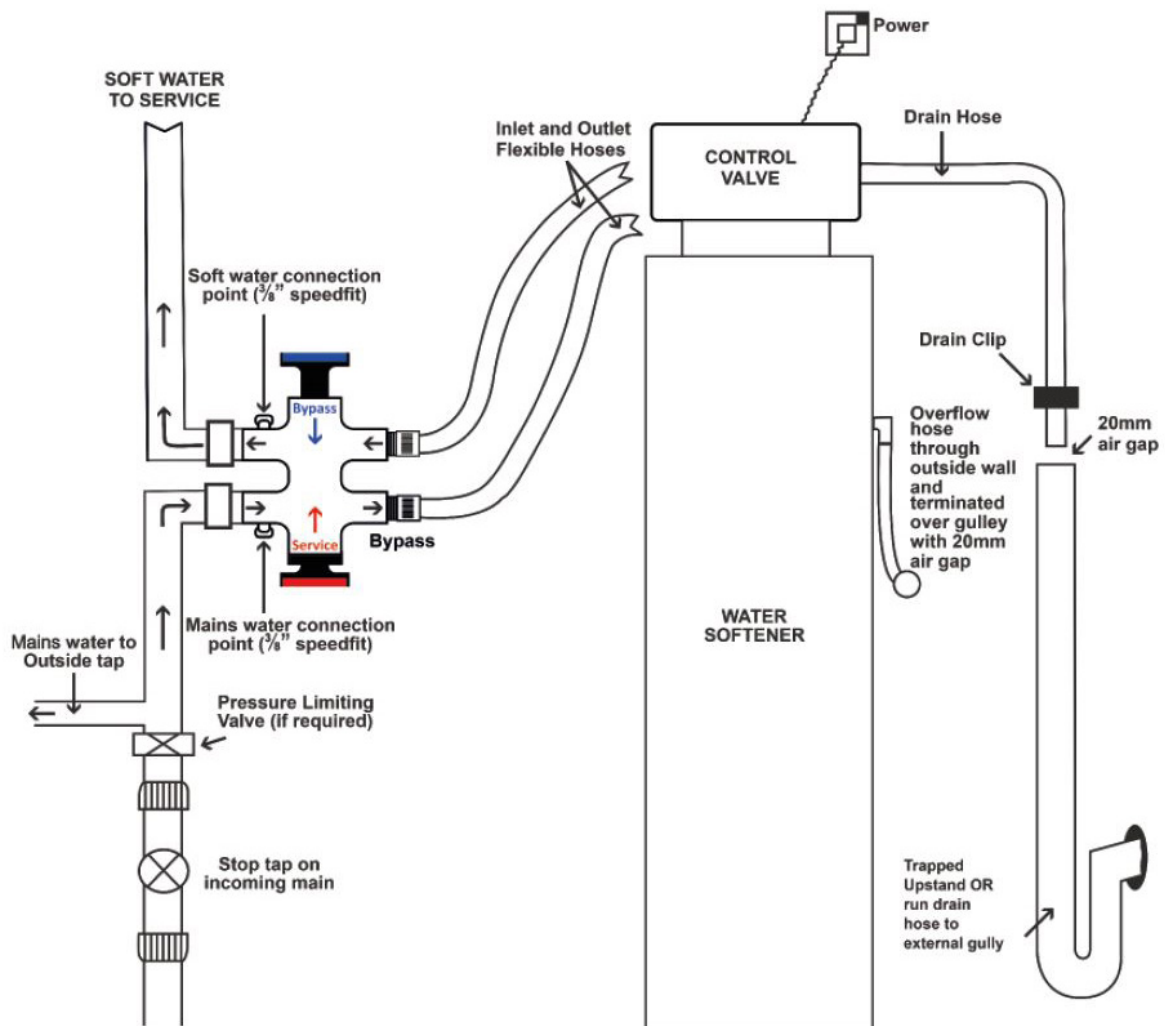 Power
SOFT WATER
TO SERVICE
Inlet and Outlet
Flexible Hoses
CONTROL
VALVE
Drain Hose
Soft water connection
point (⅜” speedfit)
Bypass
Drain Clip
20mm
air gap
Overflow
hose
through
outside wall
and
terminated
over gulley
with 20mm
air gap
Service
Bypass
Mains water connection
point (⅜” speedfit)
WATER
SOFTENER
Mains water to
Outside tap
Pressure Limiting
Valve (if required)
Stop tap on
incoming main
Trapped
Upstand OR
run drain
hose to
external gully